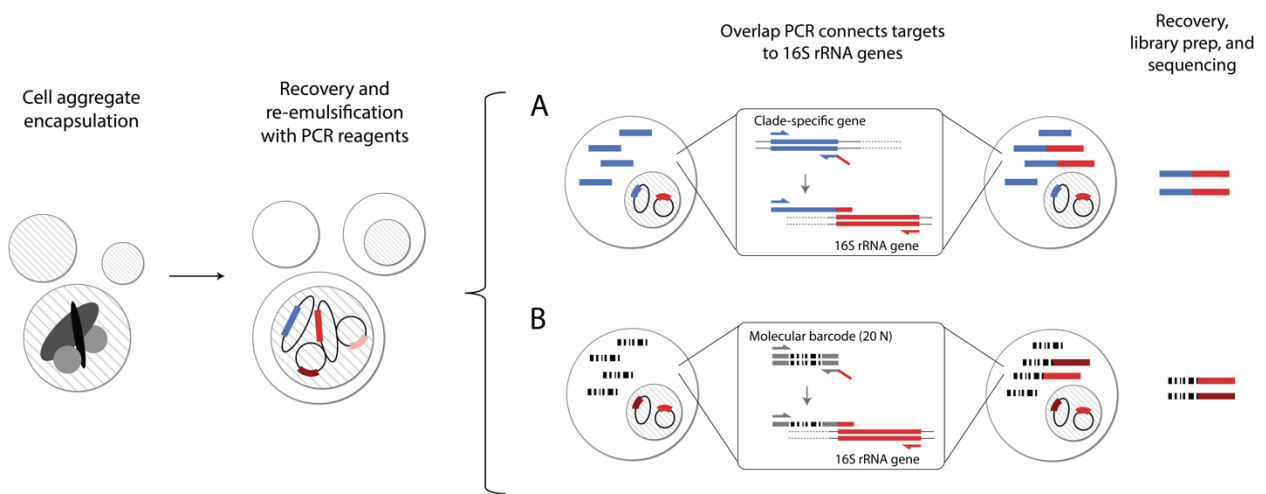 Cell aggregate
encapsulation
Recovery and
re-emulsification
with PCR reagents
Overlap PCR connects targets
to 16S rRNA genes
Recovery,
library prep, and
sequencing
A
Clade-specific gene
16S rRNA gene
B
Molecular barcode (20 N)
16S rRNA gene